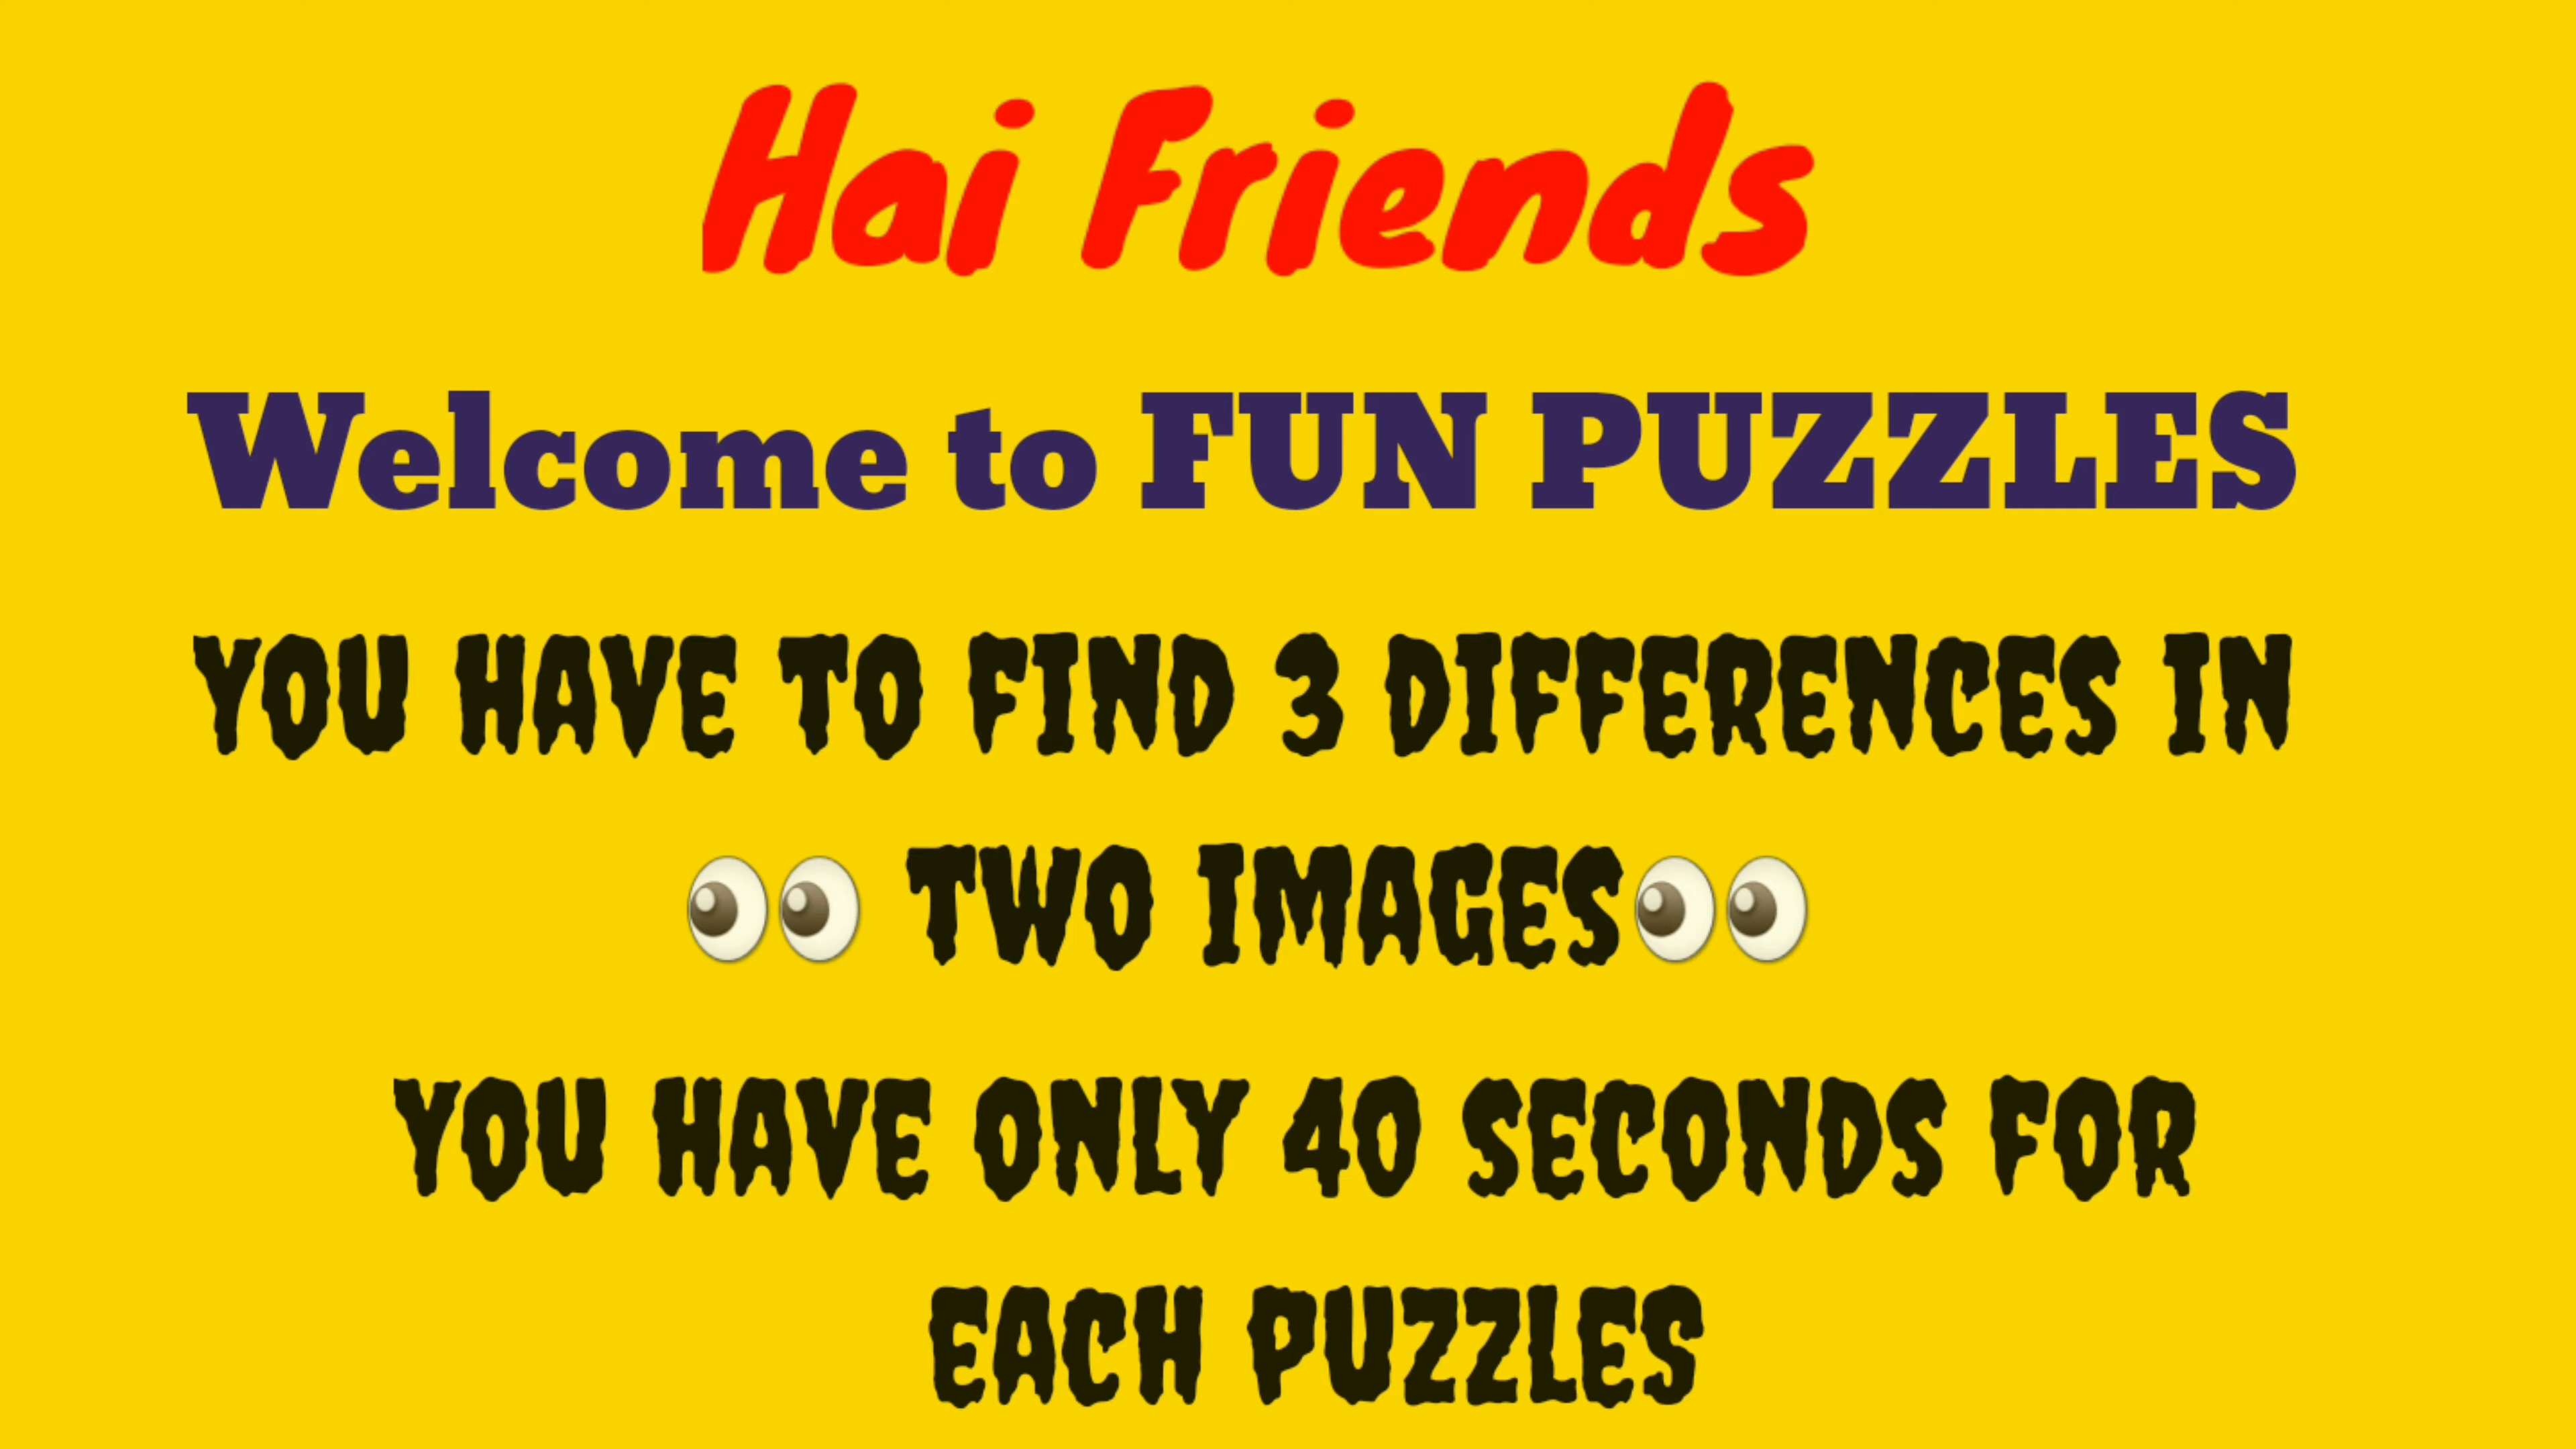 Hai Friends
Welcome to FUN PUZZLES
YOU HAVE TO FIND 3 DIFFERENCES IN
👀 TWO IMAGES👀
YOU HAVE ONLY 40 SECONDS FOR
EACH PUZZLES